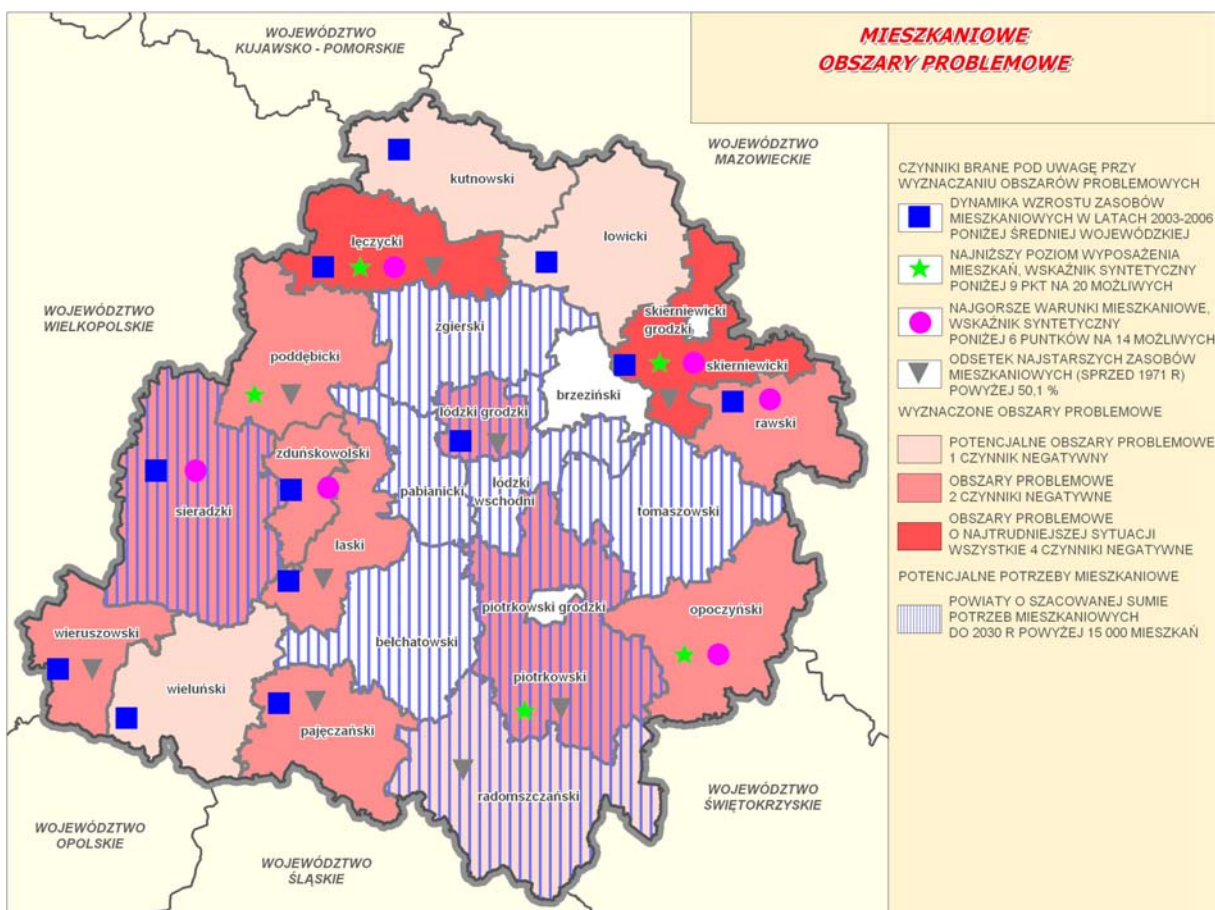 MIESZKANIOWE
OBSZARY PROBLEMOWE
WOJEWÓDZTWO
KUJAWSKO - POMORSKIE
WOJEWÓDZTWO
MAZOWIECKIE
WOJEWÓDZTWO
WIELKOPOLSKIE
WOJEWÓDZTWO
OPOLSKIE
WOJEWÓDZTWO
ŚLĄSKIE
WOJEWÓDZTWO
ŚWIĘTOKRZYSKIE
kutnowski
łęczycki
łowicki
zgierski
skierniewicki
grodzki
skierniewicki
poddębicki
brzeziński
rawski
łódzki grodzki
zduńskowolski
pabianicki
łódzki
wschodni
sieradzki
tomaszowski
łaski
piotrkowski grodzki
opoczyński
bełchatowski
wieruszowski
wieluński
piotrkowski
pajęczański
radomszczański
CZYNNIKI BRANE POD UWAGĘ PRZY
WYZNACZANIU OBSZARÓW PROBLEMOWYCH
DYNAMIKA WZROSTU ZASOBÓW
MIESZKANIOWYCH W LATACH 2003-2006
PONIŻEJ ŚREDNIEJ WOJEWÓDZKIEJ
NAJNIŻSZY POZIOM WYPOSAŻENIA
MIESZKAŃ, WSKAŹNIK SYNTETYCZNY
PONIŻEJ 9 PKT NA 20 MOŻLIWYCH
NAJGORSZE WARUNKI MIESZKANIOWE,
WSKAŹNIK SYNTETYCZNY
PONIŻEJ 6 PUNTKÓW NA 14 MOŻLIWYCH
ODSETEK NAJSTARSZYCH ZASOBÓW
MIESZKANIOWYCH (SPRZED 1971 R)
POWYŻEJ 50,1 %
WYZNACZONE OBSZARY PROBLEMOWE
POTENCJALNE OBSZARY PROBLEMOWE
1 CZYNNIK NEGATYWNY
OBSZARY PROBLEMOWE
2 CZYNNIKI NEGATYWNE
OBSZARY PROBLEMOWE
O NAJTRUDNIEJSZEJ SYTUACJI
WSZYSTKIE 4 CZYNNIKI NEGATYWNE
POTENCJALNE POTRZEBY MIESZKANIOWE
POWIATY O SZACOWANEJ SUMIE
POTRZEB MIESZKANIOWYCH
DO 2030 R POWYŻEJ 15 000 MIESZKAŃ